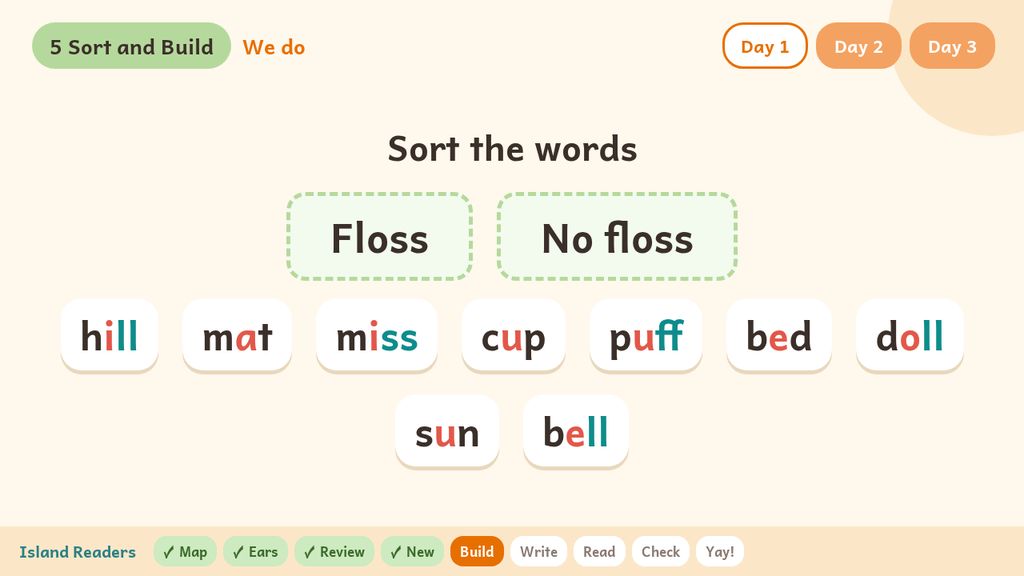 5 Sort and Build We do Day 1 Day 2 Day 3
Sort the words
Floss No floss
hill mat miss cup puff bed doll
sun bell
Island Readers ✓ Map ✓ Ears ✓ Review ✓ New Build Write Read Check Yay!